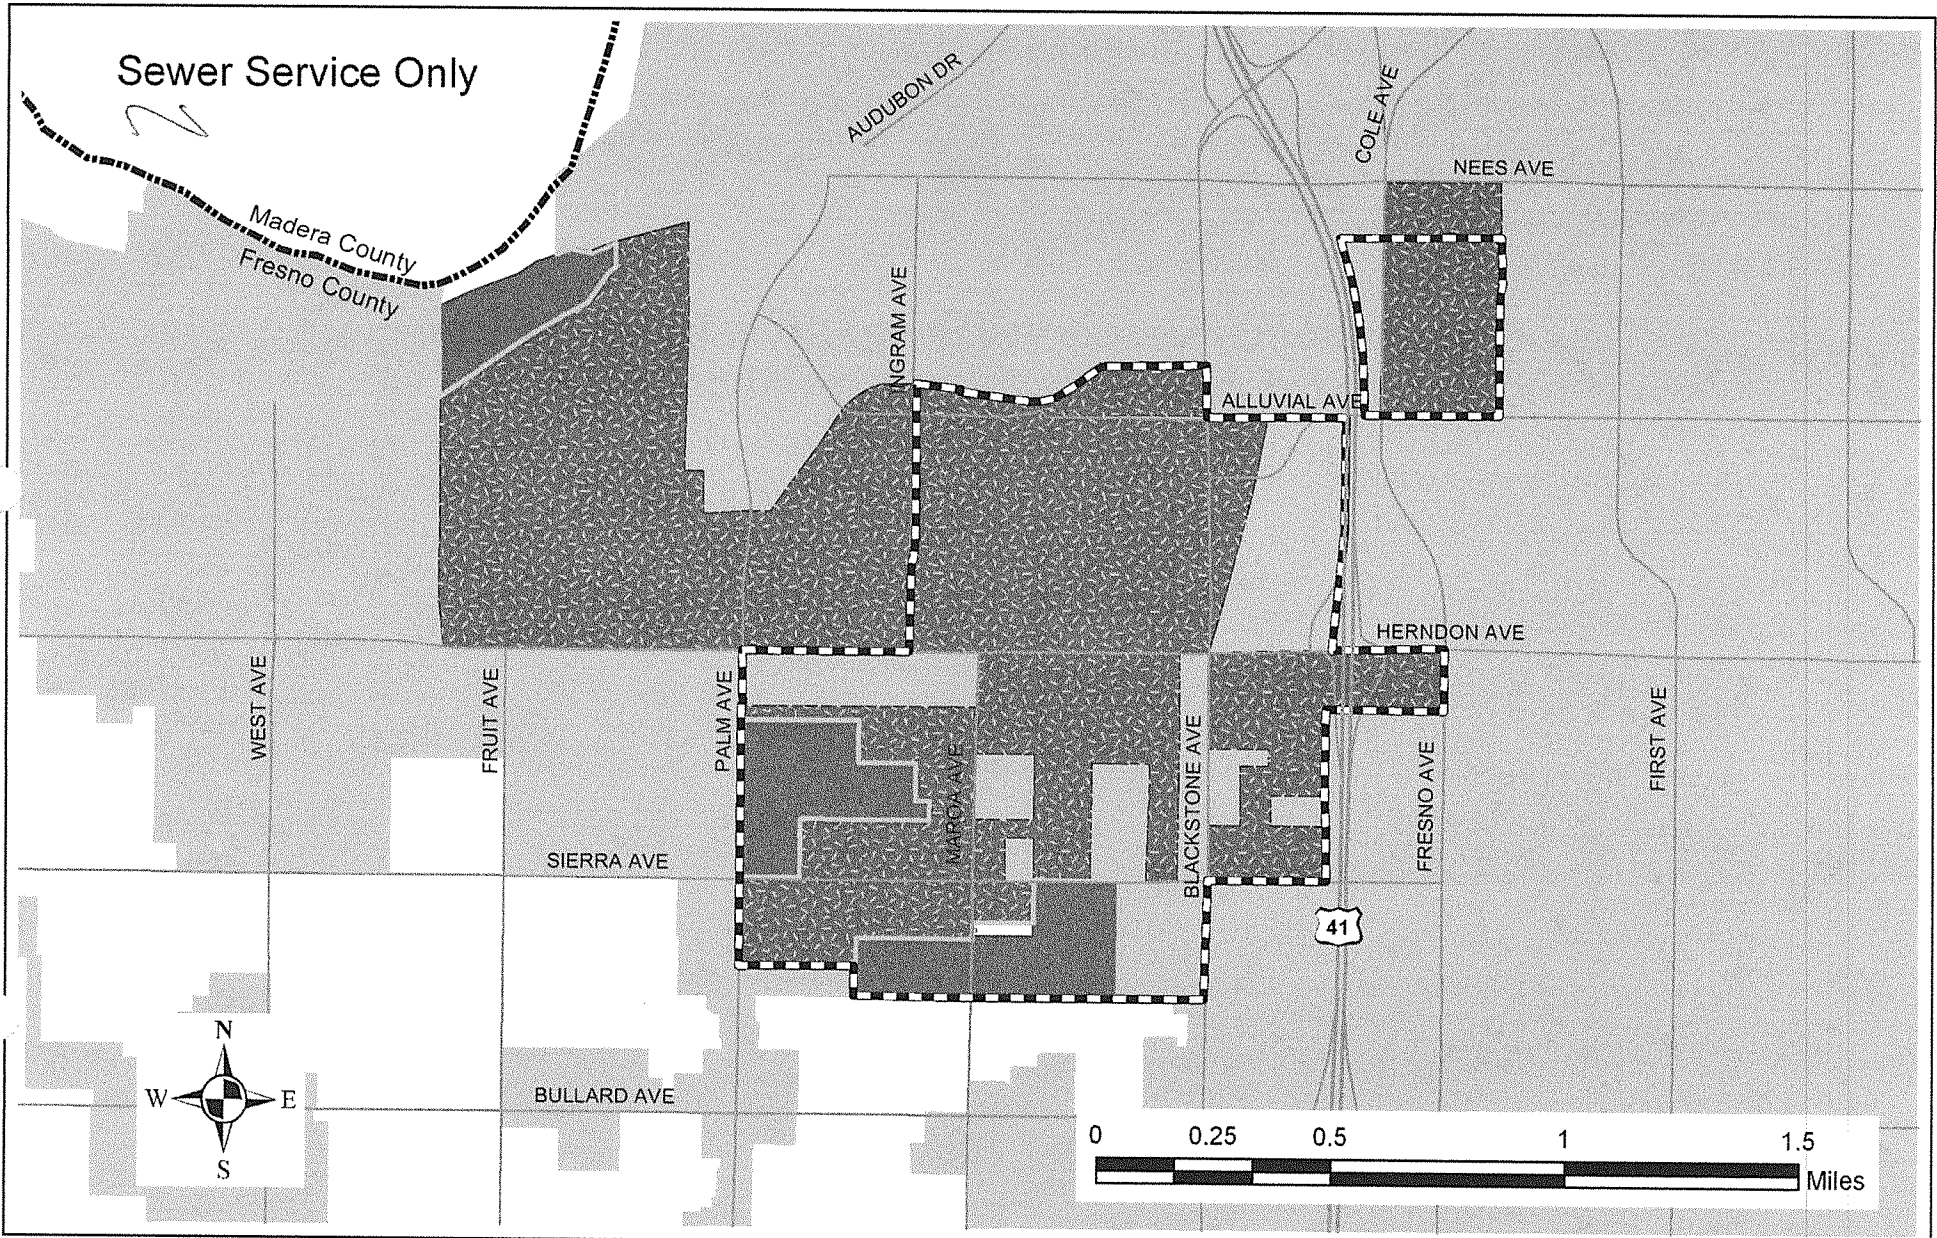 Sewer Service Only
AUDUBON DR
COLE AVE
NEES AVE
Madera County
Fresno County
INGRAM AVE
ALLUVIAL AVE
HERNDON AVE
WEST AVE
FRUIT AVE
PALM AVE
MAROA AVE
BLACKSTONE AVE
FRESNO AVE
FIRST AVE
SIERRA AVE
41
N
W E
S
BULLARD AVE
0 0.25 0.5 1 1.5
Miles